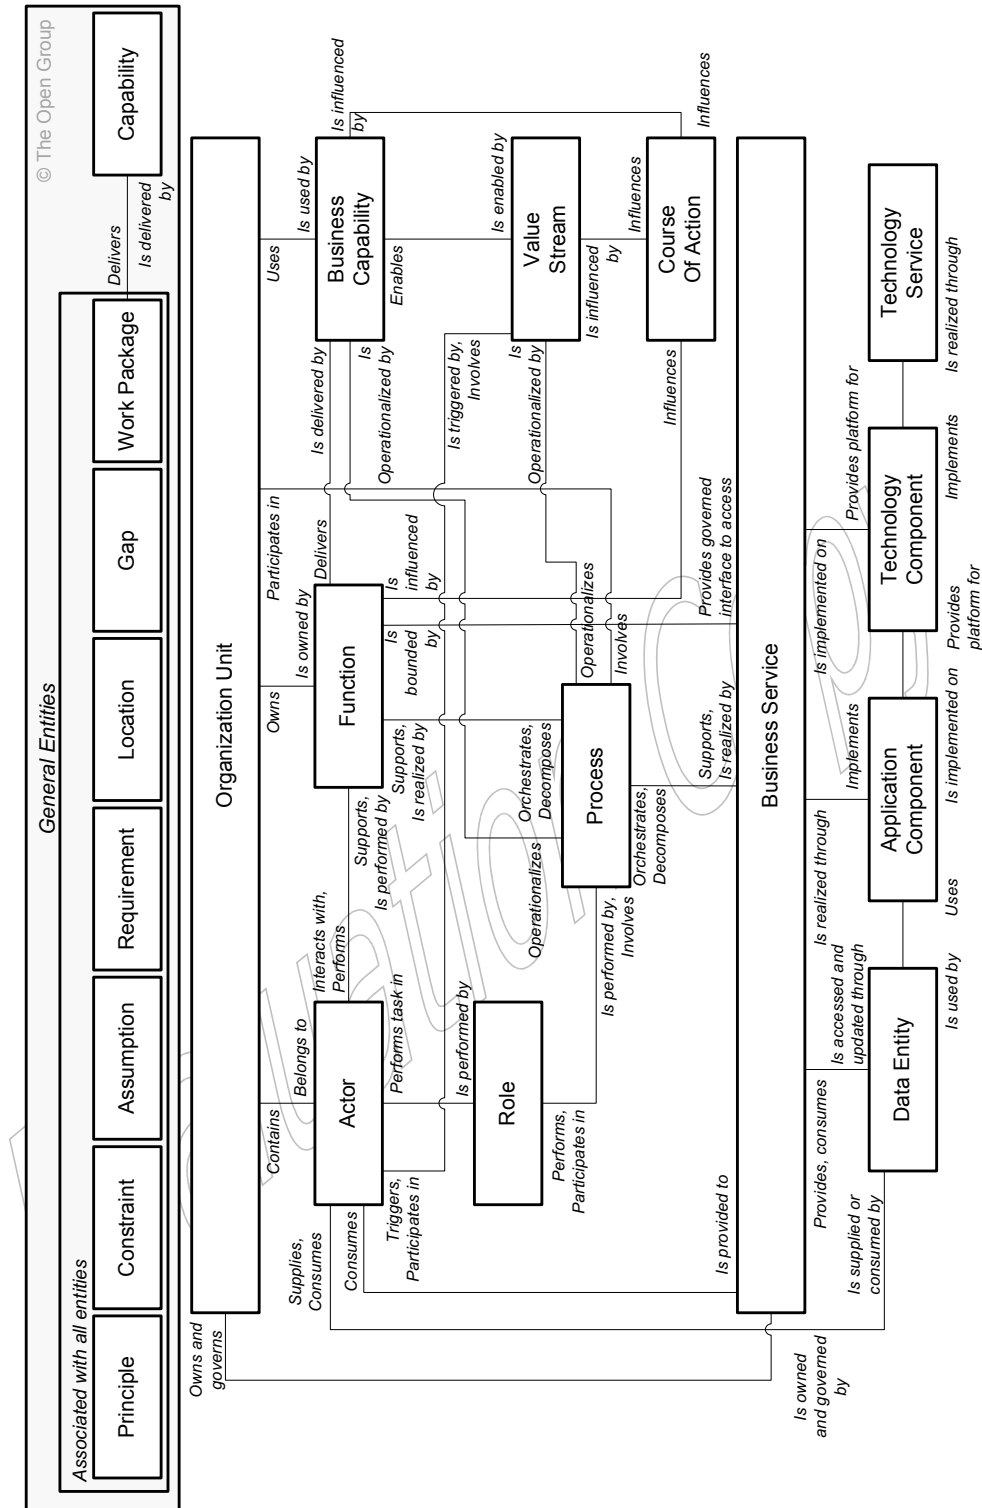 General Entities
© The Open Group
Associated with all entities
Principle
Constraint
Assumption
Requirement
Location
Gap
Work Package
Delivers
Is delivered
by
Capability
Owns and
governs
Organization Unit
Contains
Belongs to
Owns
Is owned by
Participates in
Uses
Is used by
Supplies,
Consumes
Consumes
Actor
Interacts with,
Performs
Supports,
Is performed by
Function
Delivers
Is delivered by
Is
Operationalized by
Business
Capability
Is influenced
by
Triggers,
Participates in
Performs task in
Supports,
Is realized by
Is
bounded
by
Is
influenced
by
Enables
Is performed by
Role
Is triggered by,
Involves
Is enabled by
Performs,
Participates in
Operationalizes
Orchestrates,
Decomposes
Is
Operationalized by
Value
Stream
Is performed by,
Involves
Process
Operationalizes
Involves
Is influenced
by
Influences
Orchestrates,
Decomposes
Influences
Course
Of Action
Influences
Is provided to
Supports,
Is realized by
Provides governed
interface to access
Is owned
and governed
by
Business Service
Provides, consumes
Is accessed and
updated through
Is realized through
Implements
Is implemented on
Provides platform for
Is supplied or
consumed by
Data Entity
Application
Component
Technology
Component
Technology
Service
Is used by
Uses
Is implemented on
Provides
platform for
Implements
Is realized through